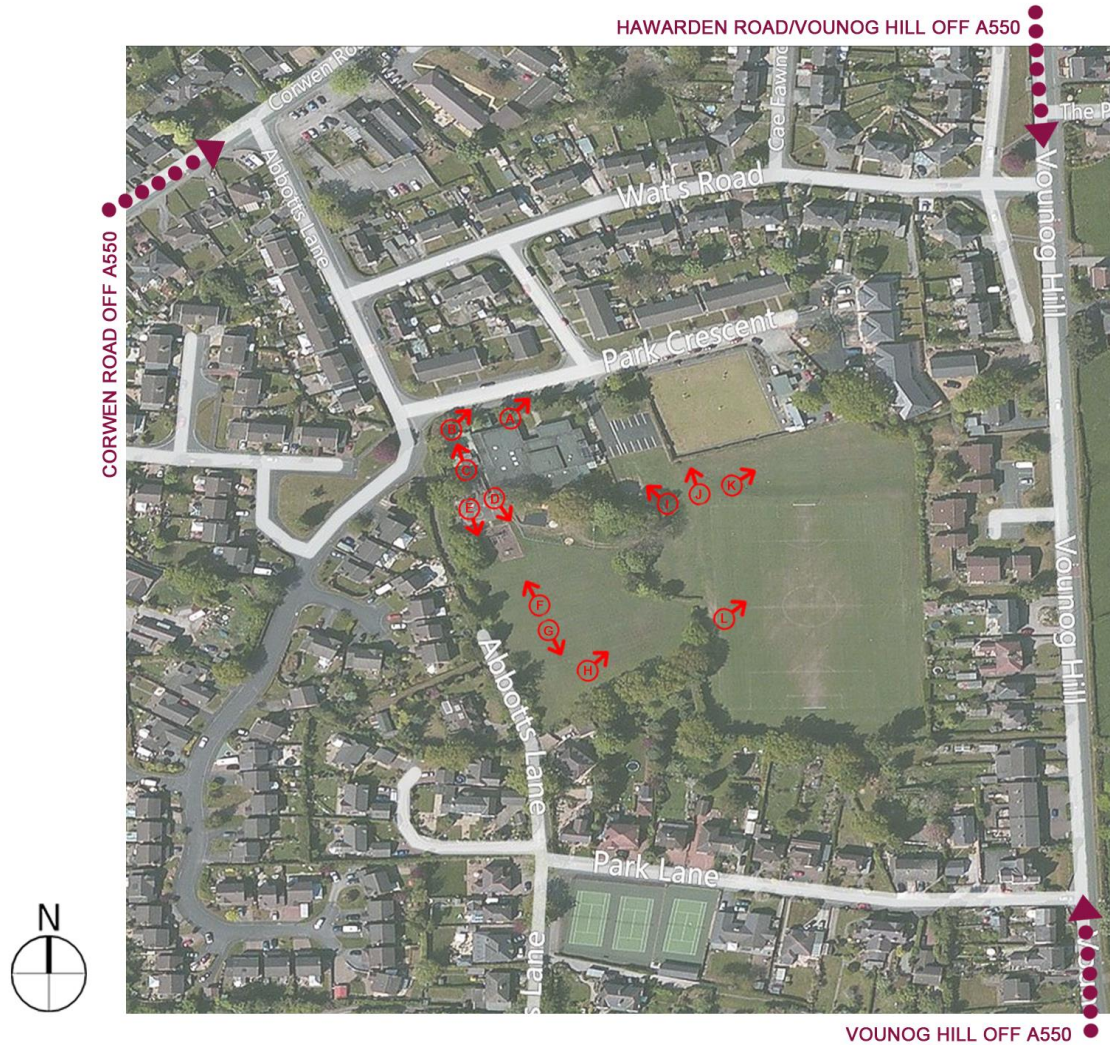 HAWARDEN ROAD/VOUNOG HILL OFF A550
Corwen Ro
Cae Fawno
The P
Abbotts Lane
Wat's Road
Vounog Hill
CORWEN ROAD OFF A550
Park Crescent
A
B
C
D
E
I
J
K
F
G
H
L
Vounog Hill
Abbotts Lane
Park Lane
N
s Lane
VOUNOG HILL OFF A550